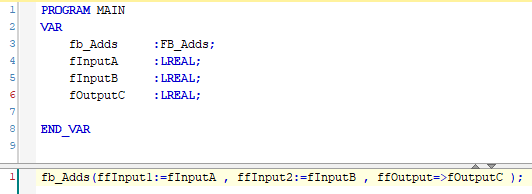 1 PROGRAM MAIN
2 VAR
3 fb_Adds :FB_Adds;
4 fInputA :LREAL;
5 fInputB :LREAL;
6 fOutputC :LREAL;
7
8 END_VAR
9
1 fb_Adds(ffInput1:=fInputA , ffInput2:=fInputB , ffOutput=>fOutputC );